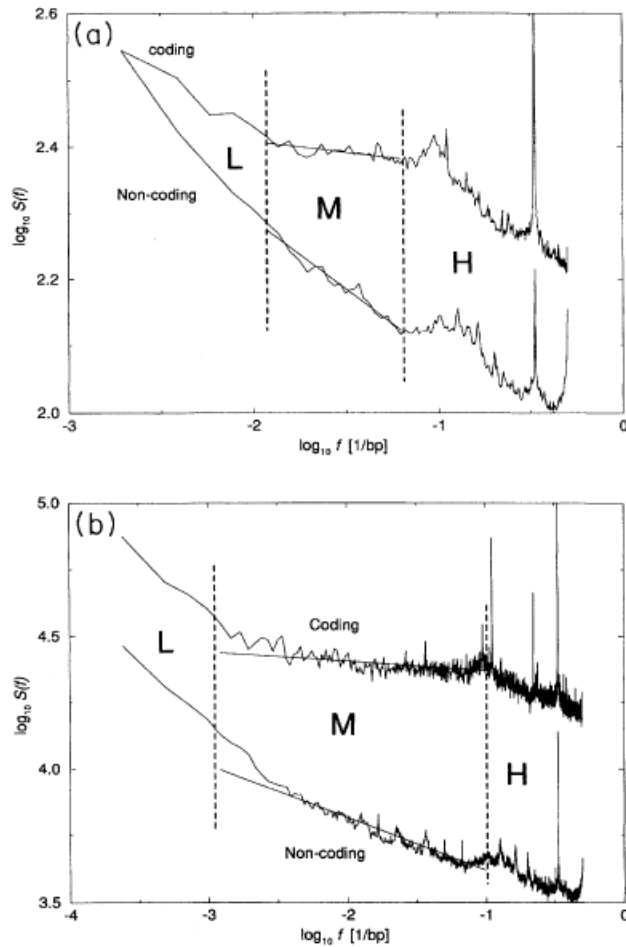 (a)
2.6
coding
2.4
L
Non-coding
M
log₁₀ S(f)
H
2.2
2.0
-3 -2 -1 0
log₁₀ f [1/bp]
(b)
5.0
4.5
Coding
L
log₁₀ S(f)
M
4.0
H
Non-coding
3.5
-4 -3 -2 -1 0
log₁₀ f [1/bp]